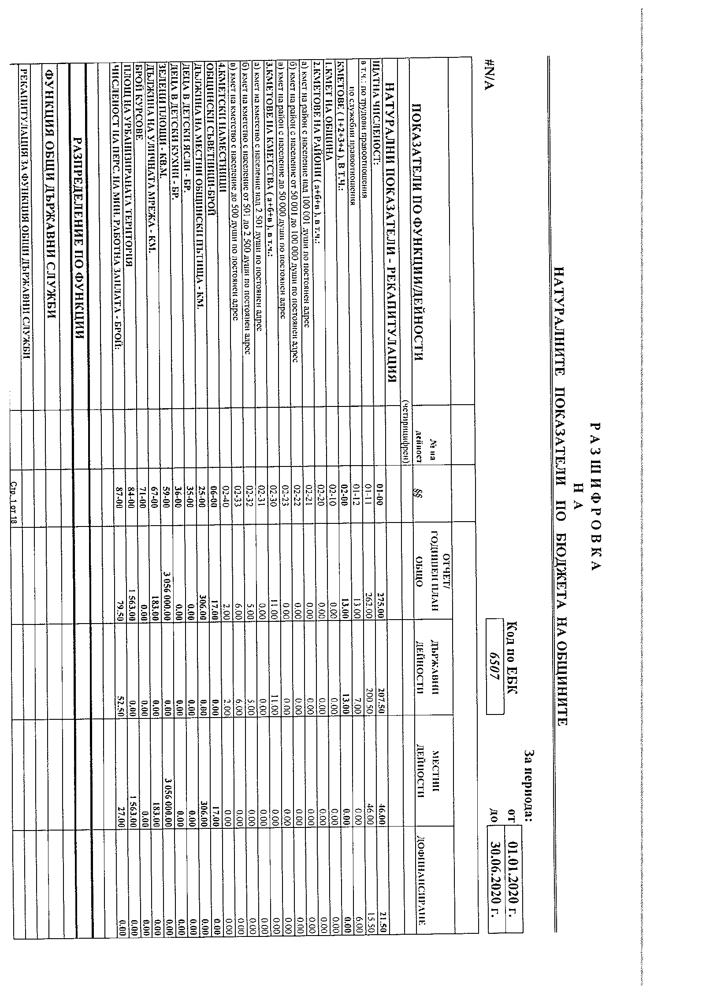 Р А З Ш И Ф Р О В К А
Н А
НАТУРАЛНИТЕ ПОКАЗАТЕЛИ ПО БЮДЖЕТА НА ОБЩИНИТЕ
За периода:
Код по ЕБК от 01.01.2020 г.
#N/A 6507 до 30.06.2020 г.
ОТЧЕТ/
№ на ГОДИШЕН ПЛАН ДЪРЖАВНИ МЕСТНИ
ПОКАЗАТЕЛИ ПО ФУНКЦИИ/ДЕЙНОСТИ дейност §§ ОБЩО ДЕЙНОСТИ ДЕЙНОСТИ ДОФИНАНСИРАНЕ
(четирицифрен)
НАТУРАЛНИ ПОКАЗАТЕЛИ - РЕКАПИТУЛАЦИЯ
ЩАТНА ЧИСЛЕНОСТ: 01-00 275.00 207.50 46.00 21.50
в т.ч.: по трудови правоотношения 01-11 262.00 200.50 46.00 15.50
по служебни правоотношения 01-12 13.00 7.00 0.00 6.00
КМЕТОВЕ ( 1+2+3+4 ), В Т.Ч.: 02-00 13.00 13.00 0.00 0.00
1.КМЕТ НА ОБЩИНА 02-10 0.00 0.00 0.00 0.00
2.КМЕТОВЕ НА РАЙОНИ ( а+б+в ), в т.ч.: 02-20 0.00 0.00 0.00 0.00
а) кмет на район с население над 100 001 души по постоянен адрес 02-21 0.00 0.00 0.00 0.00
б) кмет на район с население от 50 001 до 100 000 души по постоянен адрес 02-22 0.00 0.00 0.00 0.00
в) кмет на район с население до 50 000 души по постоянен адрес 02-23 0.00 0.00 0.00 0.00
3.КМЕТОВЕ НА КМЕТСТВА ( а+б+в ), в т.ч.: 02-30 11.00 11.00 0.00 0.00
а) кмет на кметство с население над 2 501 души по постоянен адрес 02-31 0.00 0.00 0.00 0.00
б) кмет на кметство с население от 501 до 2 500 души по постоянен адрес 02-32 5.00 5.00 0.00 0.00
в) кмет на кметство с население до 500 души по постоянен адрес 02-33 6.00 6.00 0.00 0.00
4.КМЕТСКИ НАМЕСТНИЦИ 02-40 2.00 2.00 0.00 0.00
ОБЩИНСКИ СЪВЕТНИЦИ-БРОЙ 06-00 17.00 0.00 17.00 0.00
ДЪЛЖИНА НА МЕСТНИ ОБЩИНСКИ ПЪТИЩА - КМ. 25-00 306.00 0.00 306.00 0.00
ДЕЦА В ДЕТСКИ ЯСЛИ - БР. 35-00 0.00 0.00 0.00 0.00
ДЕЦА В ДЕТСКИ КУХНИ - БР. 36-00 0.00 0.00 0.00 0.00
ЗЕЛЕНИ ПЛОЩИ - КВ.М. 59-00 3 056 000.00 0.00 3 056 000.00 0.00
ДЪЛЖИНА НА УЛИЧНАТА МРЕЖА - КМ. 67-00 183.00 0.00 183.00 0.00
БРОЙ КУРСОВЕ 71-00 0.00 0.00 0.00 0.00
ПЛОЩ НА УРБАНИЗИРАНАТА ТЕРИТОРИЯ 84-00 1 563.00 0.00 1 563.00 0.00
ЧИСЛЕНОСТ НА ПЕРС. НА МИН. РАБОТНА ЗАПЛАТА - БРОЙ: 87-00 79.50 52.50 27.00 0.00
РАЗПРЕДЕЛЕНИЕ ПО ФУНКЦИИ
ФУНКЦИЯ ОБЩИ ДЪРЖАВНИ СЛУЖБИ
РЕКАПИТУЛАЦИЯ ЗА ФУНКЦИЯ ОБЩИ ДЪРЖАВНИ СЛУЖБИ
Стр. 1 от 18